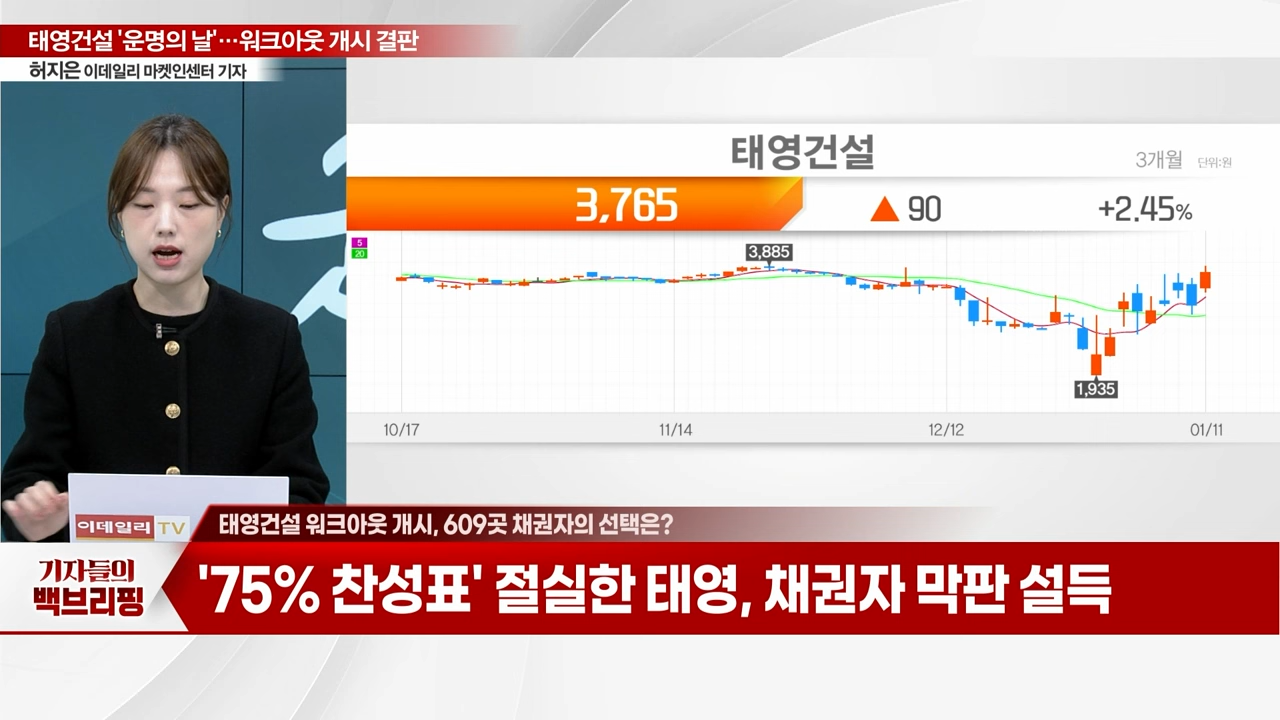 태영건설 '운명의 날'…워크아웃 개시 결판
허지은 이데일리 마켓인센터 기자
태영건설
3개월 단위:원
3,765 ▲ 90 +2.45%
5
20
3,885
1,935
10/17 11/14 12/12 01/11
이데일리 TV
태영건설 워크아웃 개시, 609곳 채권자의 선택은?
기자들의
백브리핑
'75% 찬성표' 절실한 태영, 채권자 막판 설득